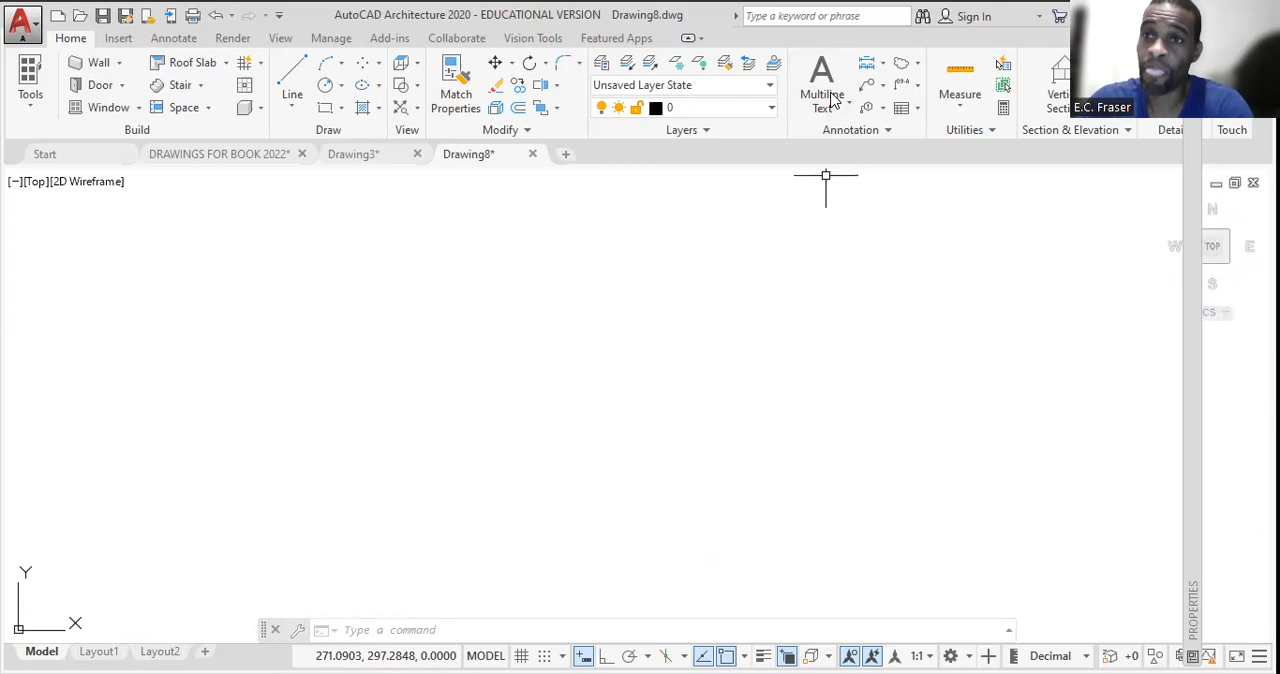 AutoCAD Architecture 2020 - EDUCATIONAL VERSION Drawing8.dwg Type a keyword or phrase Sign In
Home Insert Annotate Render View Manage Add-ins Collaborate Vision Tools Featured Apps
Tools
Wall
Door
Window
Roof Slab
Stair
Space
Line
Match
Properties
Unsaved Layer State
0
A
Multiline
Text
Measure
E.C. Fraser
Build Draw View Modify Layers Annotation Utilities Section & Elevation Touch
Start DRAWINGS FOR BOOK 2022* Drawing3* Drawing8*
[−][Top][2D Wireframe]
N
W TOP E
S
CS
PROPERTIES
Y
X
Type a command
Model Layout1 Layout2 271.0903, 297.2848, 0.0000 MODEL 1:1 Decimal +0